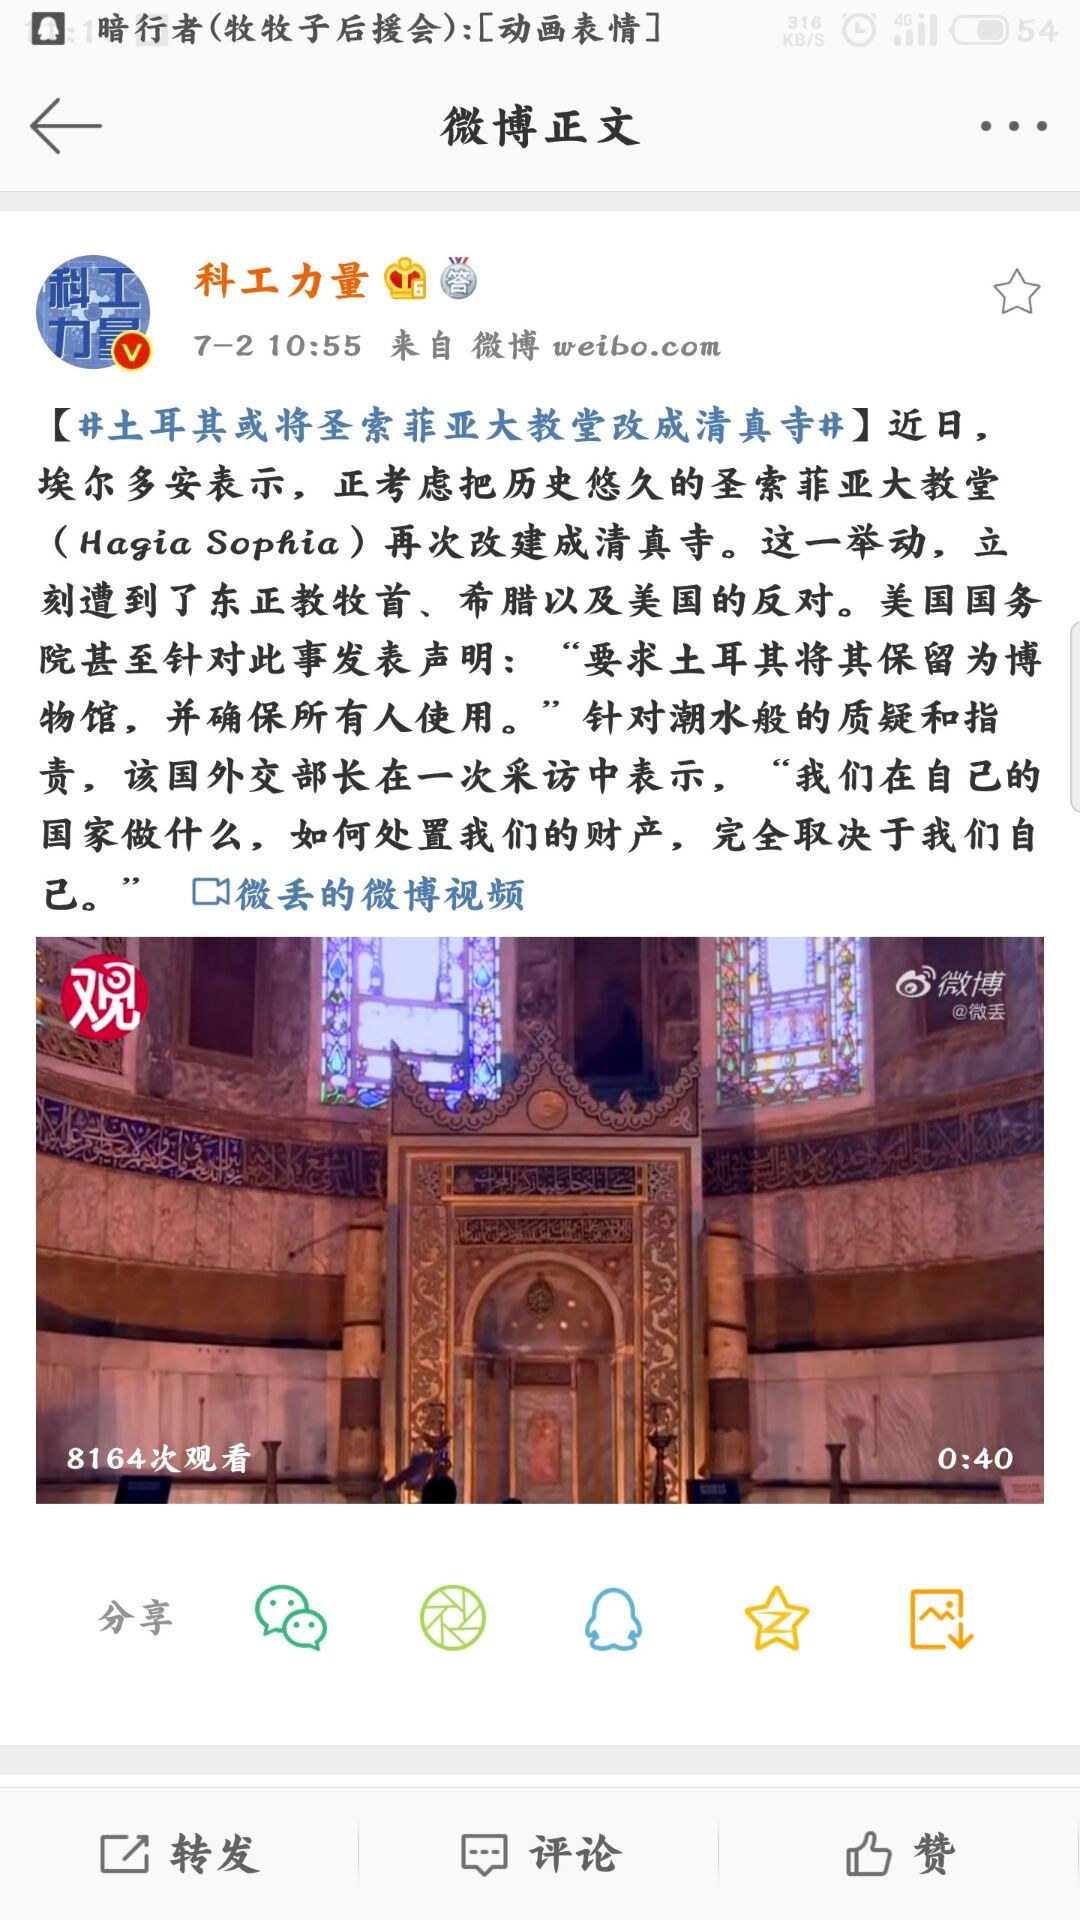 暗行者(牧牧子后援会):[动画表情]
316 KB/S 4G 54
微博正文
科工力量
科工力量 6 答
7-2 10:55 来自 微博 weibo.com
【#土耳其或将圣索菲亚大教堂改成清真寺#】近日，
埃尔多安表示，正考虑把历史悠久的圣索菲亚大教堂
（Hagia Sophia）再次改建成清真寺。这一举动，立
刻遭到了东正教牧首、希腊以及美国的反对。美国国务
院甚至针对此事发表声明：“要求土耳其将其保留为博
物馆，并确保所有人使用。”针对潮水般的质疑和指
责，该国外交部长在一次采访中表示，“我们在自己的
国家做什么，如何处置我们的财产，完全取决于我们自
己。” 微丢的微博视频
观
微博
@微丢
8164次观看 0:40
分享
转发 评论 赞